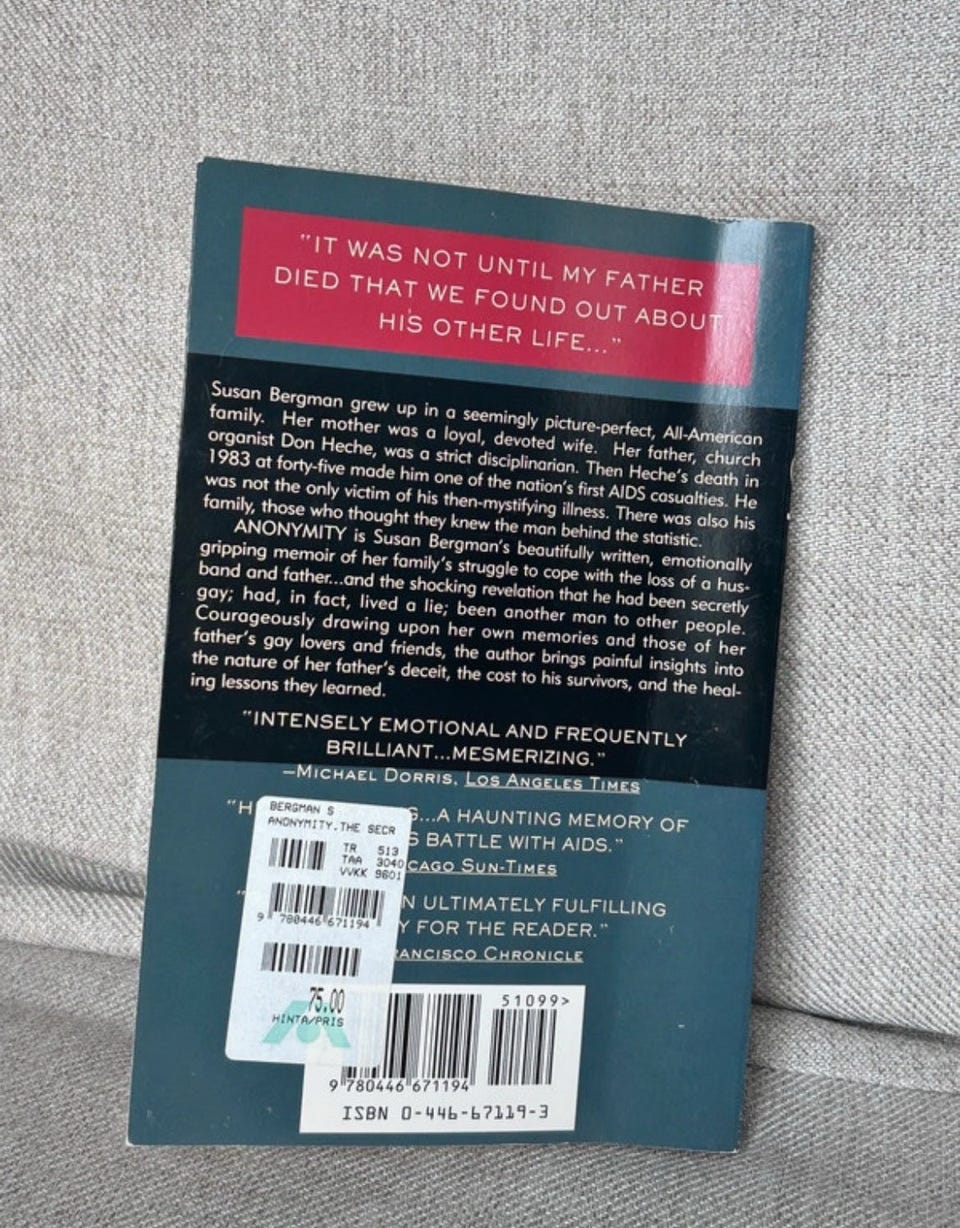 "IT WAS NOT UNTIL MY FATHER
DIED THAT WE FOUND OUT ABOUT
HIS OTHER LIFE..."
Susan Bergman grew up in a seemingly picture-perfect, All-American
family. Her mother was a loyal, devoted wife. Her father, church
organist Don Heche, was a strict disciplinarian. Then Heche's death in
1983 at forty-five made him one of the nation's first AIDS casualties. He
was not the only victim of his then-mystifying illness. There was also his
family, those who thought they knew the man behind the statistic.
ANONYMITY is Susan Bergman's beautifully written, emotionally
gripping memoir of her family's struggle to cope with the loss of a hus-
band and father...and the shocking revelation that he had been secretly
gay; had, in fact, lived a lie; been another man to other people.
Courageously drawing upon her own memories and those of her
father's gay lovers and friends, the author brings painful insights into
the nature of her father's deceit, the cost to his survivors, and the heal-
ing lessons they learned.
"INTENSELY EMOTIONAL AND FREQUENTLY
BRILLIANT...MESMERIZING."
—MICHAEL DORRIS, LOS ANGELES TIMES
...A HAUNTING MEMORY OF
BATTLE WITH AIDS."
SUN-TIMES
ULTIMATELY FULFILLING
FOR THE READER."
CHRONICLE
BERGMAN S
ANONYMITY.THE SECR
TR 513
TAA 3040
VVKK 9601
9 780446 671194
75.00
HINTA/PRIS
51099>
9 780446 671194
ISBN 0-446-67119-3